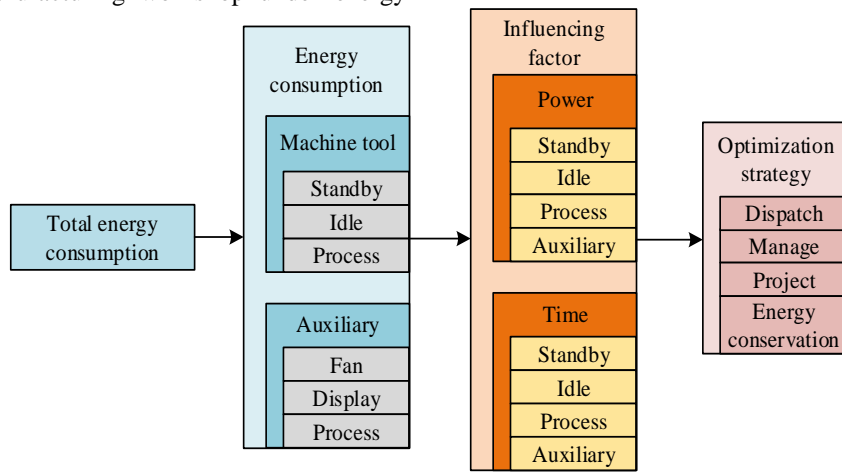 Energy
consumption
Machine tool
Standby
Idle
Process
Auxiliary
Fan
Display
Process
Total energy
consumption
Influencing
factor
Power
Standby
Idle
Process
Auxiliary
Time
Standby
Idle
Process
Auxiliary
Optimization
strategy
Dispatch
Manage
Project
Energy
conservation